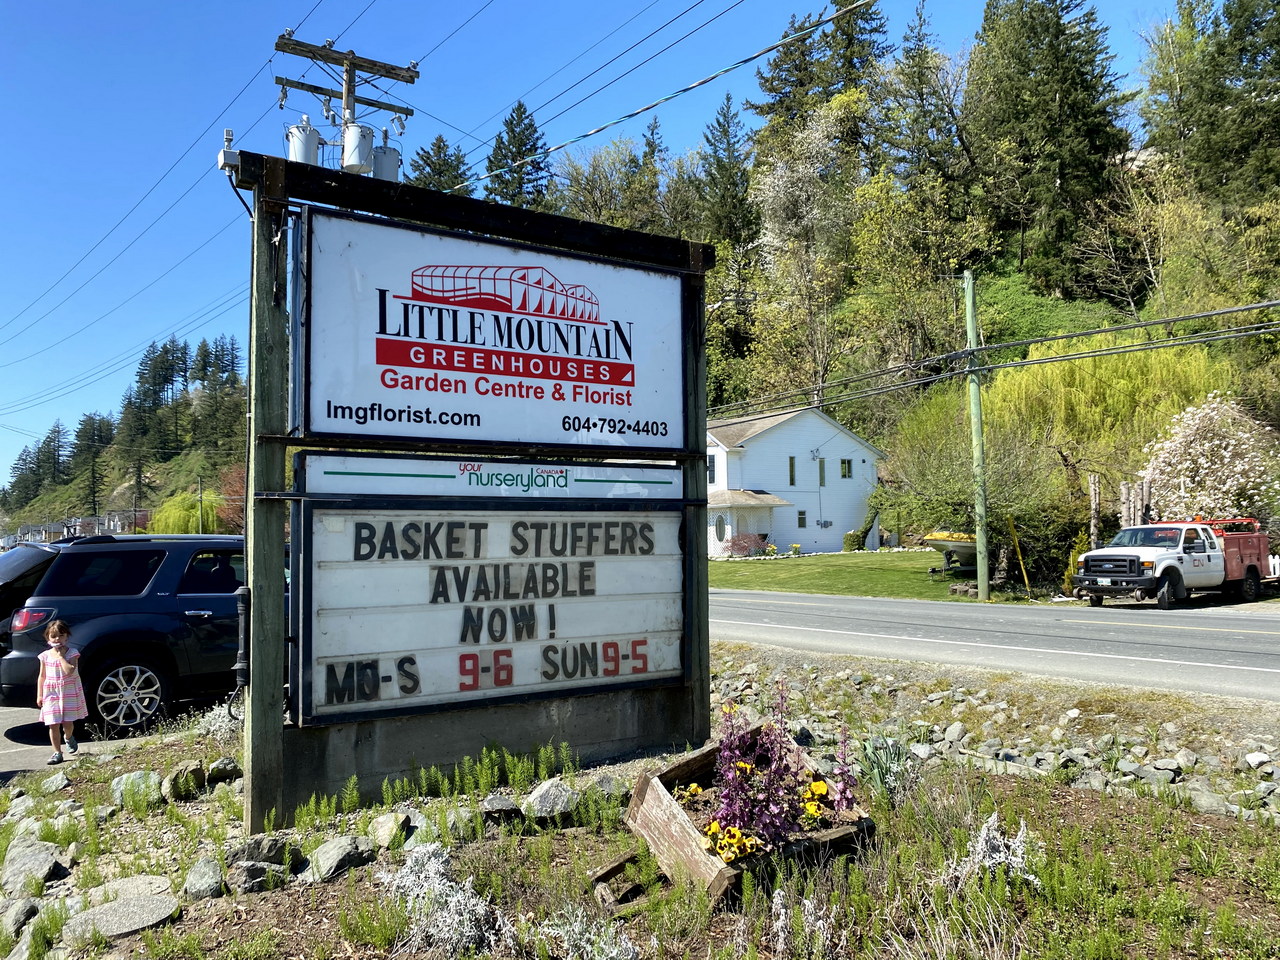 LITTLE MOUNTAIN
GREENHOUSES
Garden Centre & Florist
lmgflorist.com 604•792•4403
your CANADA
nurseryland
BASKET STUFFERS
AVAILABLE
NOW!
MO-S 9-6 SUN 9-5
CN